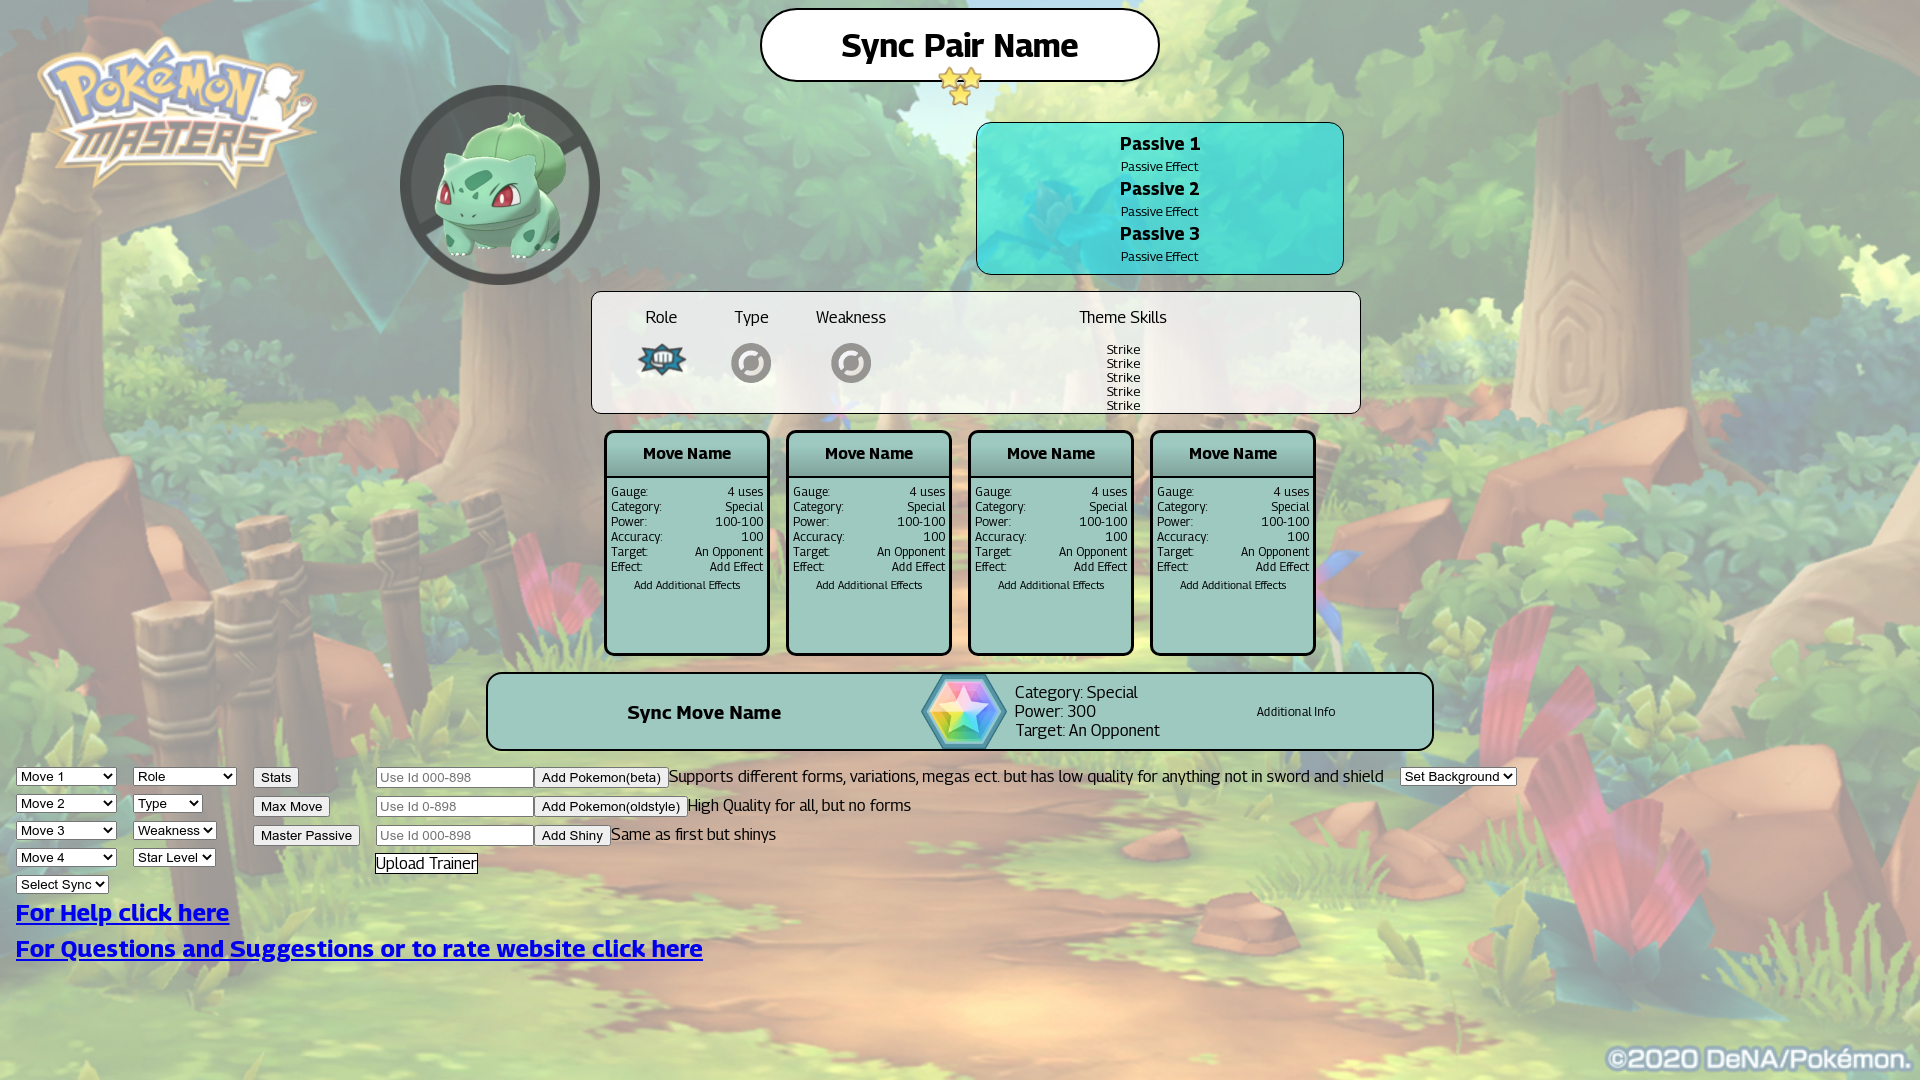 Sync Pair Name
POKÉMON
MASTERS
Passive 1
Passive Effect
Passive 2
Passive Effect
Passive 3
Passive Effect
Role Type Weakness Theme Skills
Strike
Strike
Strike
Strike
Strike
Move Name
Gauge: 4 uses
Category: Special
Power: 100-100
Accuracy: 100
Target: An Opponent
Effect: Add Effect
Add Additional Effects
Move Name
Gauge: 4 uses
Category: Special
Power: 100-100
Accuracy: 100
Target: An Opponent
Effect: Add Effect
Add Additional Effects
Move Name
Gauge: 4 uses
Category: Special
Power: 100-100
Accuracy: 100
Target: An Opponent
Effect: Add Effect
Add Additional Effects
Move Name
Gauge: 4 uses
Category: Special
Power: 100-100
Accuracy: 100
Target: An Opponent
Effect: Add Effect
Add Additional Effects
Sync Move Name
Category: Special
Power: 300
Target: An Opponent
Additional Info
Move 1 Role Stats Use Id 000-898 Add Pokemon(beta) Supports different forms, variations, megas ect. but has low quality for anything not in sword and shield Set Background
Move 2 Type Max Move Use Id 0-898 Add Pokemon(oldstyle) High Quality for all, but no forms
Move 3 Weakness Master Passive Use Id 000-898 Add Shiny Same as first but shinys
Move 4 Star Level Upload Trainer
Select Sync
For Help click here
For Questions and Suggestions or to rate website click here
©2020 DeNA/Pokémon.